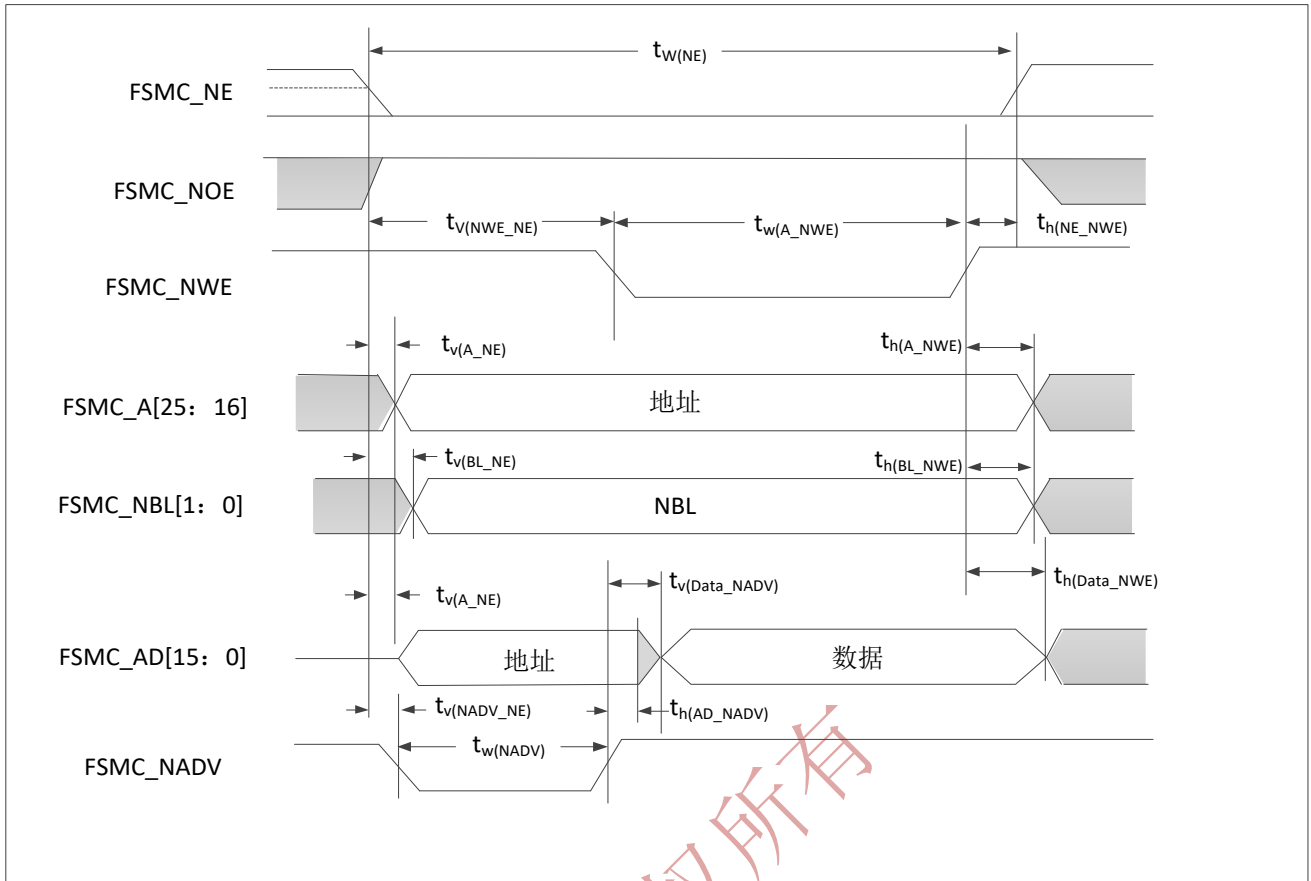 tW(NE)
FSMC_NE
FSMC_NOE
tV(NWE_NE)
tw(A_NWE)
th(NE_NWE)
FSMC_NWE
tv(A_NE)
th(A_NWE)
FSMC_A[25：16]
地址
tv(BL_NE)
th(BL_NWE)
FSMC_NBL[1：0]
NBL
tv(A_NE)
tv(Data_NADV)
th(Data_NWE)
FSMC_AD[15：0]
地址
数据
tv(NADV_NE)
th(AD_NADV)
tw(NADV)
FSMC_NADV
所有